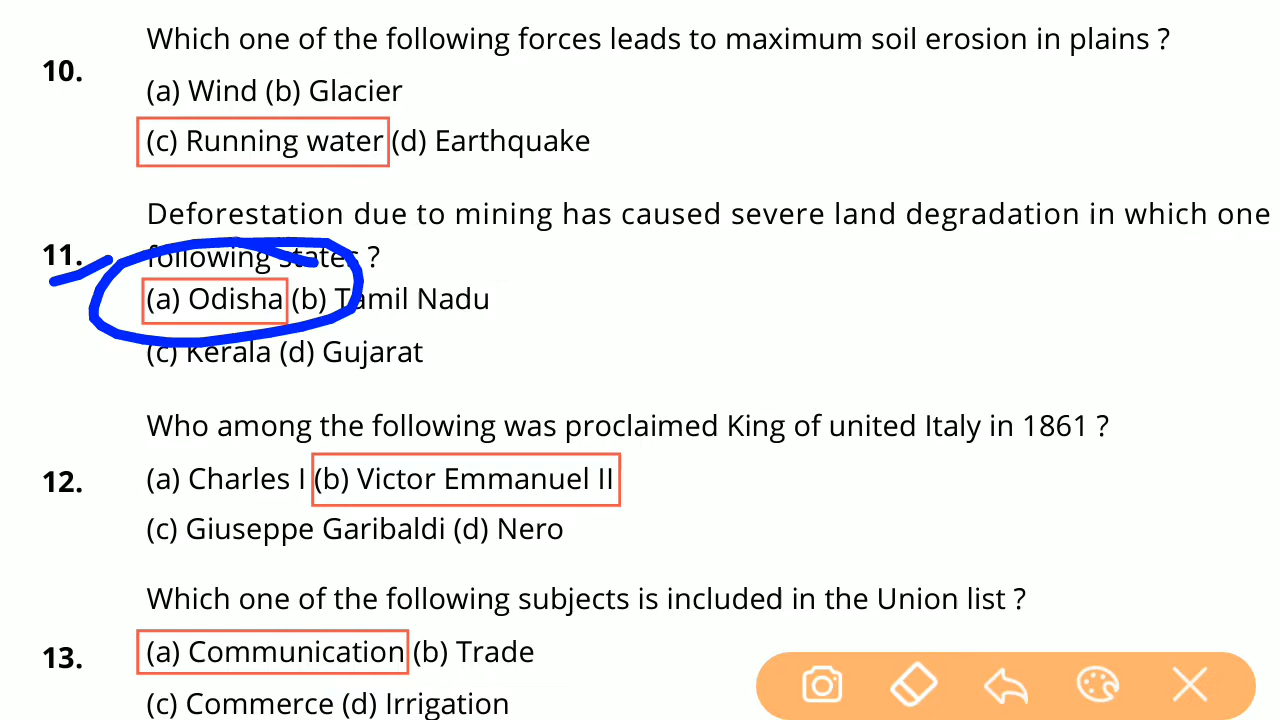 10.
Which one of the following forces leads to maximum soil erosion in plains ?
(a) Wind (b) Glacier
(c) Running water (d) Earthquake
11.
Deforestation due to mining has caused severe land degradation in which one
following states ?
(a) Odisha (b) Tamil Nadu
(c) Kerala (d) Gujarat
12.
Who among the following was proclaimed King of united Italy in 1861 ?
(a) Charles I (b) Victor Emmanuel II
(c) Giuseppe Garibaldi (d) Nero
13.
Which one of the following subjects is included in the Union list ?
(a) Communication (b) Trade
(c) Commerce (d) Irrigation